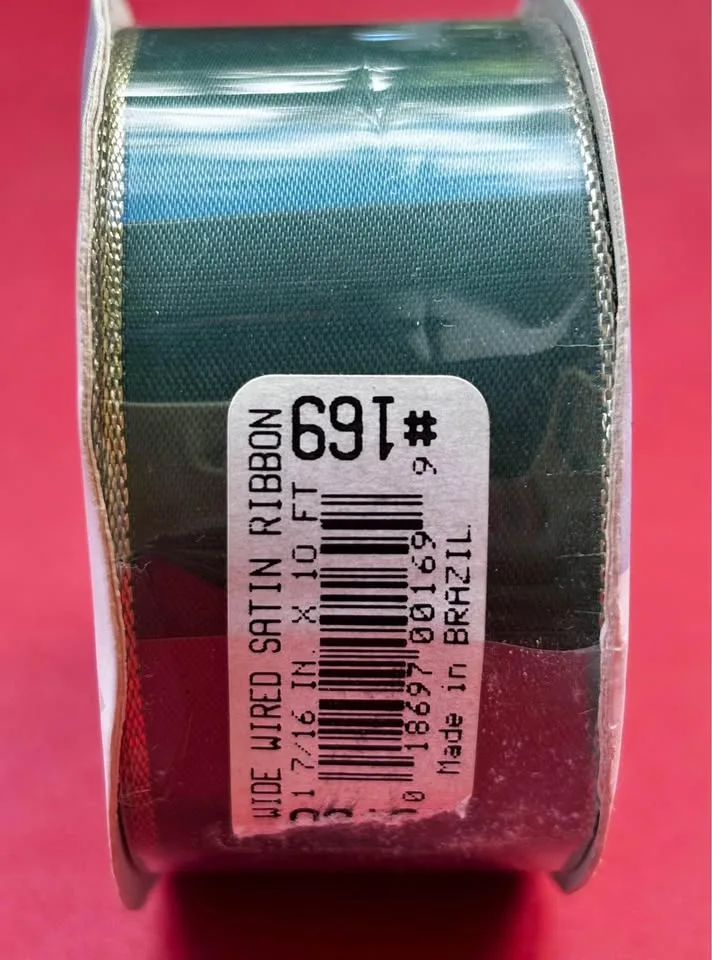 WIDE WIRED SATIN RIBBON
1 7/16 IN. X 10 FT
#169
0 18697 00169 9
Made in BRAZIL